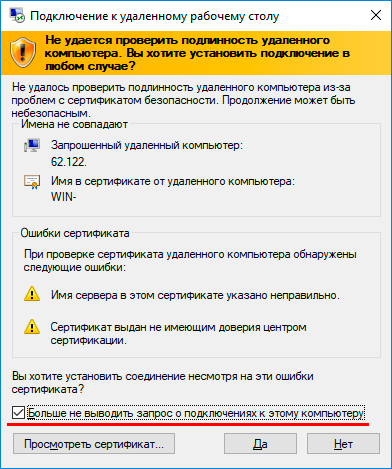 Подключение к удаленному рабочему столу
Не удается проверить подлинность удаленного
компьютера. Вы хотите установить подключение в
любом случае?
Не удалось проверить подлинность удаленного компьютера из-за
проблем с сертификатом безопасности. Продолжение может быть
небезопасным.
Имена не совпадают
Запрошенный удаленный компьютер:
62.122.
Имя в сертификате от удаленного компьютера:
WIN-
Ошибки сертификата
При проверке сертификата удаленного компьютера обнаружены
следующие ошибки:
Имя сервера в этом сертификате указано неправильно.
Сертификат выдан не имеющим доверия центром
сертификации.
Вы хотите установить соединение несмотря на эти ошибки
сертификата?
Больше не выводить запрос о подключениях к этому компьютеру
Просмотреть сертификат... Да Нет